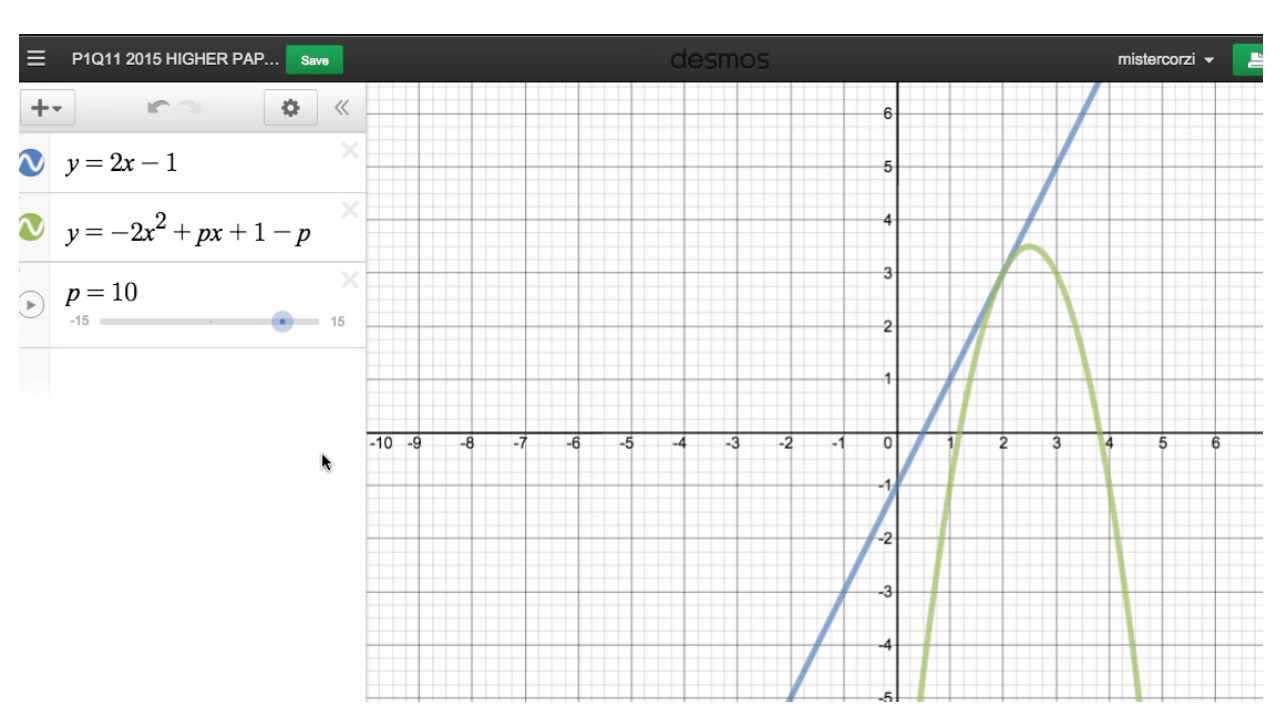 P1Q11 2015 HIGHER PAP... Save desmos mistercorzi
y = 2x − 1
y = −2x² + px + 1 − p
p = 10
-15 15
6
5
4
3
2
1
-10 -9 -8 -7 -6 -5 -4 -3 -2 -1 0 1 2 3 4 5 6
-1
-2
-3
-4
-5